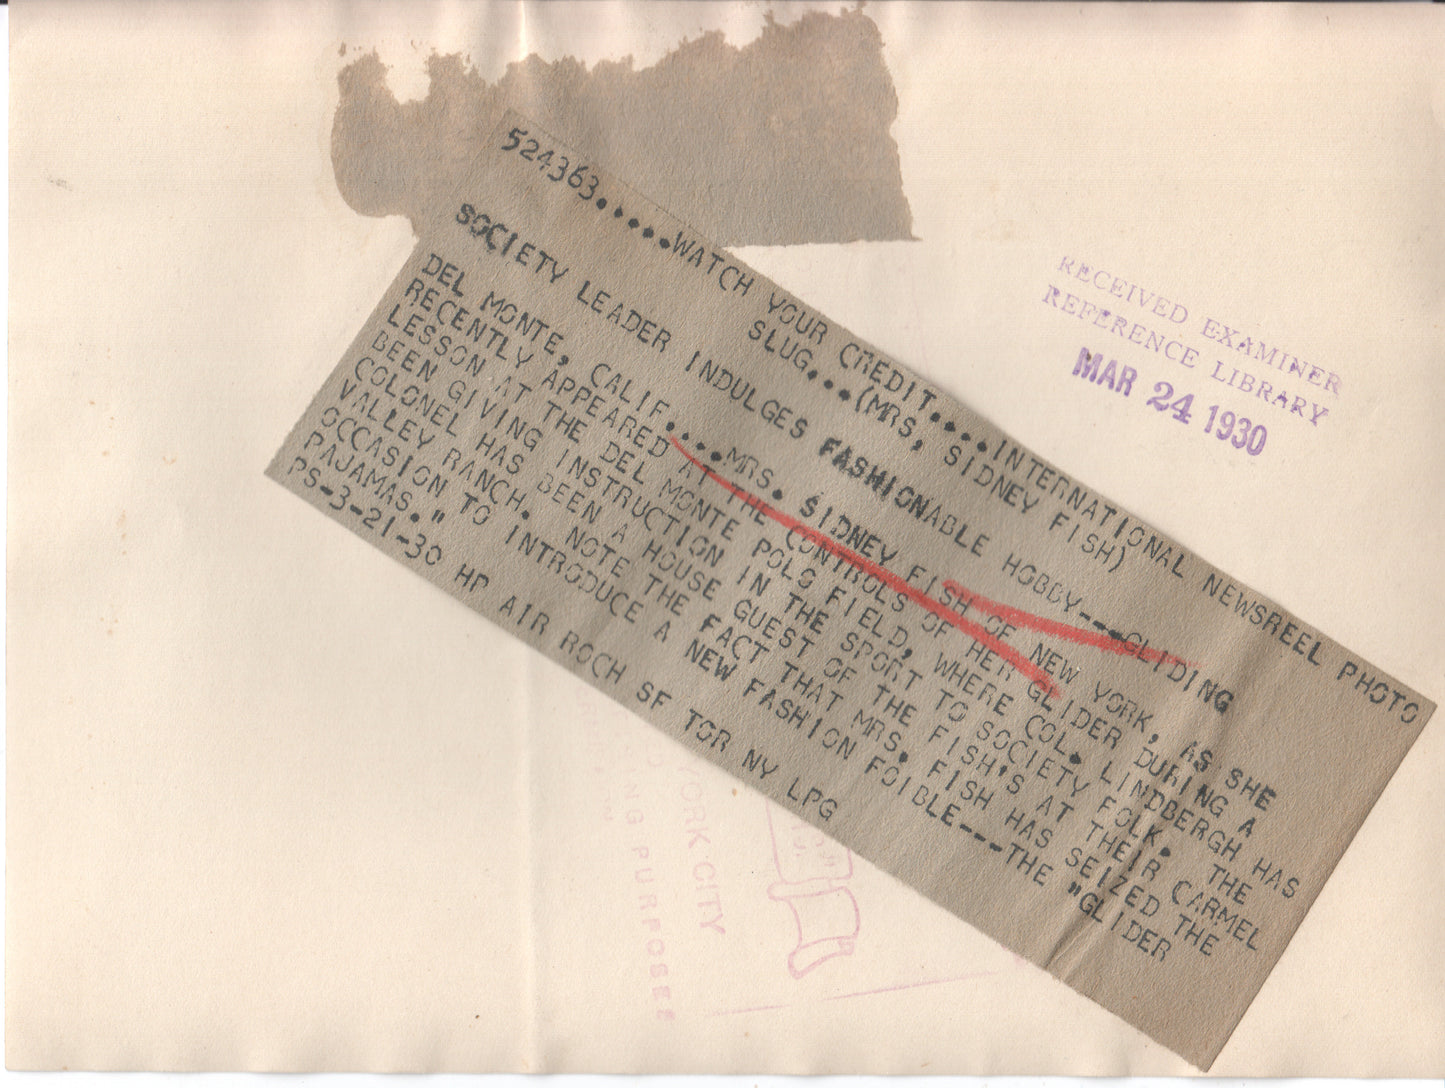 524363......WATCH YOUR CREDIT....INTERNATIONAL NEWSREEL PHOTO
SLUG...(MRS, SIDNEY FISH)
SOCIETY LEADER INDULGES FASHIONABLE HOBBY---GLIDING
DEL MONTE, CALIF.....MRS. SIDNEY FISH OF NEW YORK, AS SHE
RECENTLY APPEARED AT THE CONTROLS OF HER GLIDER DURING A
LESSON AT THE DEL MONTE POLO FIELD, WHERE COL. LINDBERGH HAS
BEEN GIVING INSTRUCTION IN THE SPORT TO SOCIETY FOLK. THE
COLONEL HAS BEEN A HOUSE GUEST OF THE FISH'S AT THEIR CARMEL
VALLEY RANCH. NOTE THE FACT THAT MRS. FISH HAS SEIZED THE
OCCASION TO INTRODUCE A NEW FASHION FOIBLE---THE "GLIDER
PAJAMAS."
PS-3-21-30 HP AIR ROCH SF TOR NY LPG
RECEIVED EXAMINER
REFERENCE LIBRARY
MAR 24 1930
YORK CITY
PURPOSES